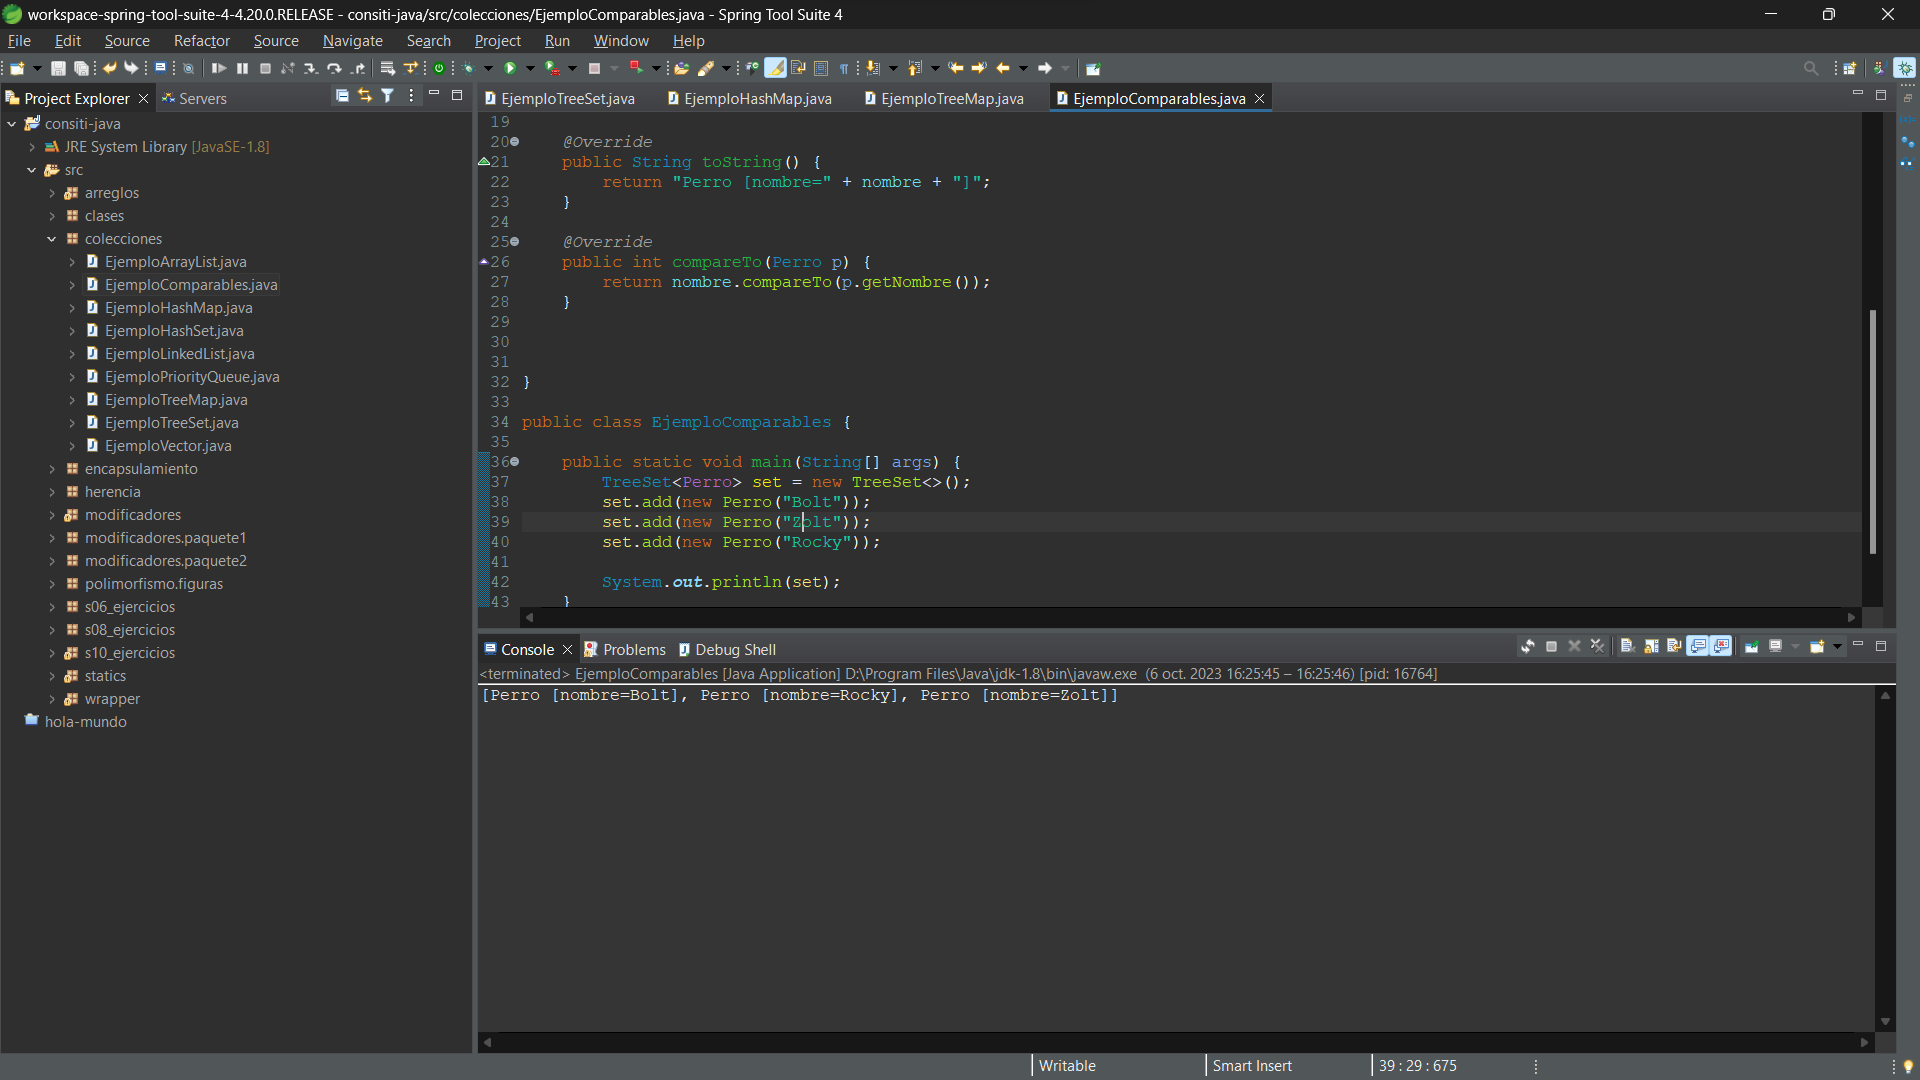 workspace-spring-tool-suite-4-4.20.0.RELEASE - consiti-java/src/colecciones/EjemploComparables.java - Spring Tool Suite 4
File Edit Source Refactor Source Navigate Search Project Run Window Help
Project Explorer Servers
consiti-java
JRE System Library [JavaSE-1.8]
src
arreglos
clases
colecciones
EjemploArrayList.java
EjemploComparables.java
EjemploHashMap.java
EjemploHashSet.java
EjemploLinkedList.java
EjemploPriorityQueue.java
EjemploTreeMap.java
EjemploTreeSet.java
EjemploVector.java
encapsulamiento
herencia
modificadores
modificadores.paquete1
modificadores.paquete2
polimorfismo.figuras
s06_ejercicios
s08_ejercicios
s10_ejercicios
statics
wrapper
hola-mundo
EjemploTreeSet.java EjemploHashMap.java EjemploTreeMap.java EjemploComparables.java
19
20 @Override
21 public String toString() {
22 return "Perro [nombre=" + nombre + "]";
23 }
24
25 @Override
26 public int compareTo(Perro p) {
27 return nombre.compareTo(p.getNombre());
28 }
29
30
31
32 }
33
34 public class EjemploComparables {
35
36 public static void main(String[] args) {
37 TreeSet<Perro> set = new TreeSet<>();
38 set.add(new Perro("Bolt"));
39 set.add(new Perro("Zolt"));
40 set.add(new Perro("Rocky"));
41
42 System.out.println(set);
43 }
Console Problems Debug Shell
<terminated> EjemploComparables [Java Application] D:\Program Files\Java\jdk-1.8\bin\javaw.exe (6 oct. 2023 16:25:45 – 16:25:46) [pid: 16764]
[Perro [nombre=Bolt], Perro [nombre=Rocky], Perro [nombre=Zolt]]
Writable Smart Insert 39 : 29 : 675